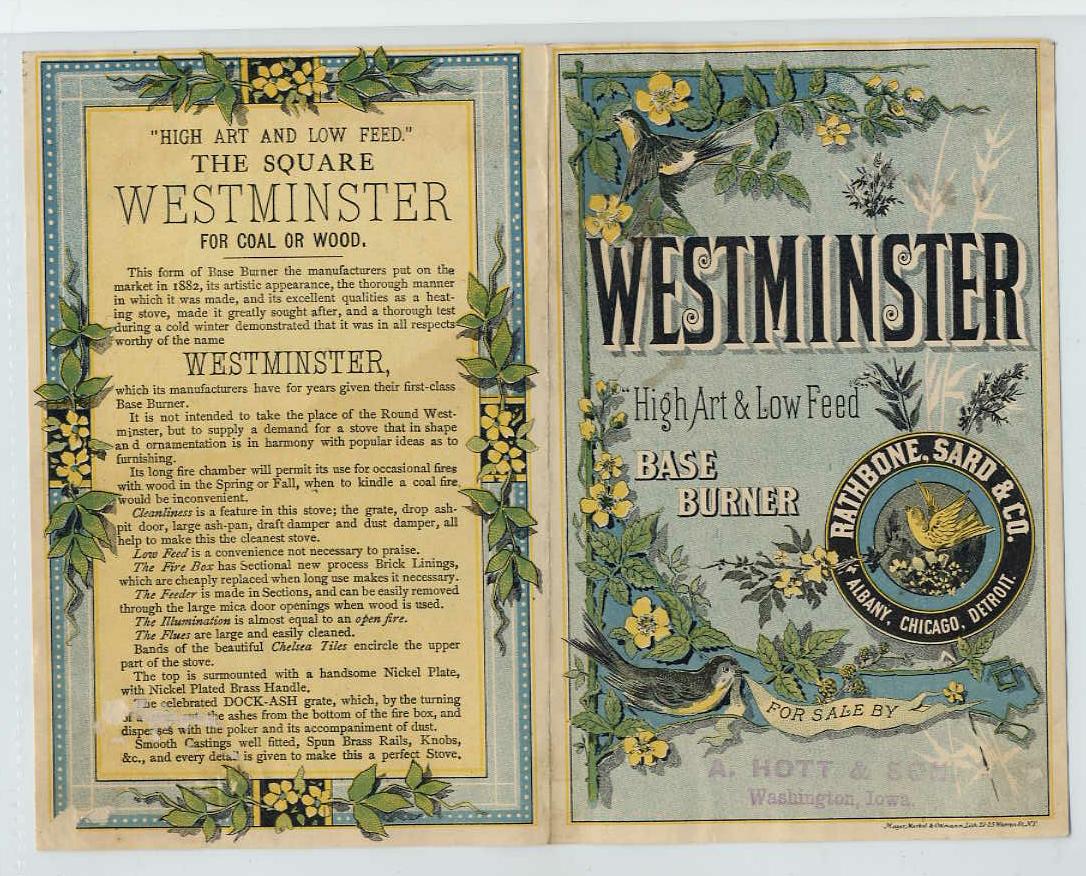 "HIGH ART AND LOW FEED."
THE SQUARE
WESTMINSTER
FOR COAL OR WOOD.
This form of Base Burner the manufacturers put on the
market in 1882, its artistic appearance, the thorough manner
in which it was made, and its excellent qualities as a heat-
ing stove, made it greatly sought after, and a thorough test
during a cold winter demonstrated that it was in all respects
worthy of the name
WESTMINSTER,
which its manufacturers have for years given their first-class
Base Burner.
It is not intended to take the place of the Round West-
minster, but to supply a demand for a stove that in shape
and ornamentation is in harmony with popular ideas as to
furnishing.
Its long fire chamber will permit its use for occasional fires
with wood in the Spring or Fall, when to kindle a coal fire
would be inconvenient.
Cleanliness is a feature in this stove; the grate, drop ash-
pit door, large ash-pan, draft damper and dust damper, all
help to make this the cleanest stove.
Low Feed is a convenience not necessary to praise.
The Fire Box has Sectional new process Brick Linings,
which are cheaply replaced when long use makes it necessary.
The Feeder is made in Sections, and can be easily removed
through the large mica door openings when wood is used.
The Illumination is almost equal to an open fire.
The Flues are large and easily cleaned.
Bands of the beautiful Chelsea Tiles encircle the upper
part of the stove.
The top is surmounted with a handsome Nickel Plate,
with Nickel Plated Brass Handle.
The celebrated DOCK-ASH grate, which, by the turning
of a the ashes from the bottom of the fire box, and
disperses with the poker and its accompaniment of dust.
Smooth Castings well fitted, Spun Brass Rails, Knobs,
&c., and every detail is given to make this a perfect Stove.
WESTMINSTER
"High Art & Low Feed"
BASE
BURNER
RATHBONE, SARD & CO.
ALBANY, CHICAGO, DETROIT.
FOR SALE BY
A. HOTT & SON
Washington, Iowa.
Mayer, Merkel & Ottmann, Lith. 21-25 Warren St. N.Y.